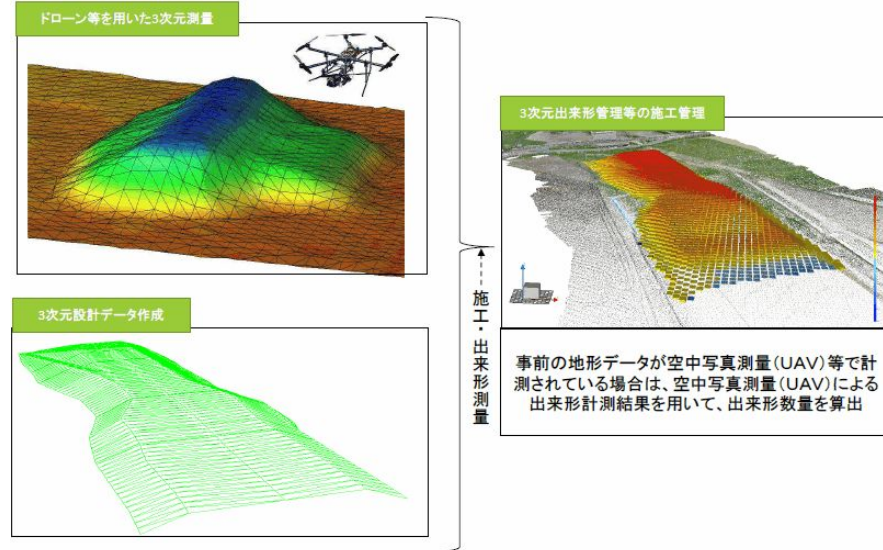 ドローン等を用いた3次元測量
3次元設計データ作成
施工・出来形測量
3次元出来形管理等の施工管理
事前の地形データが空中写真測量(UAV)等で計
測されている場合は、空中写真測量(UAV)による
出来形計測結果を用いて、出来形数量を算出